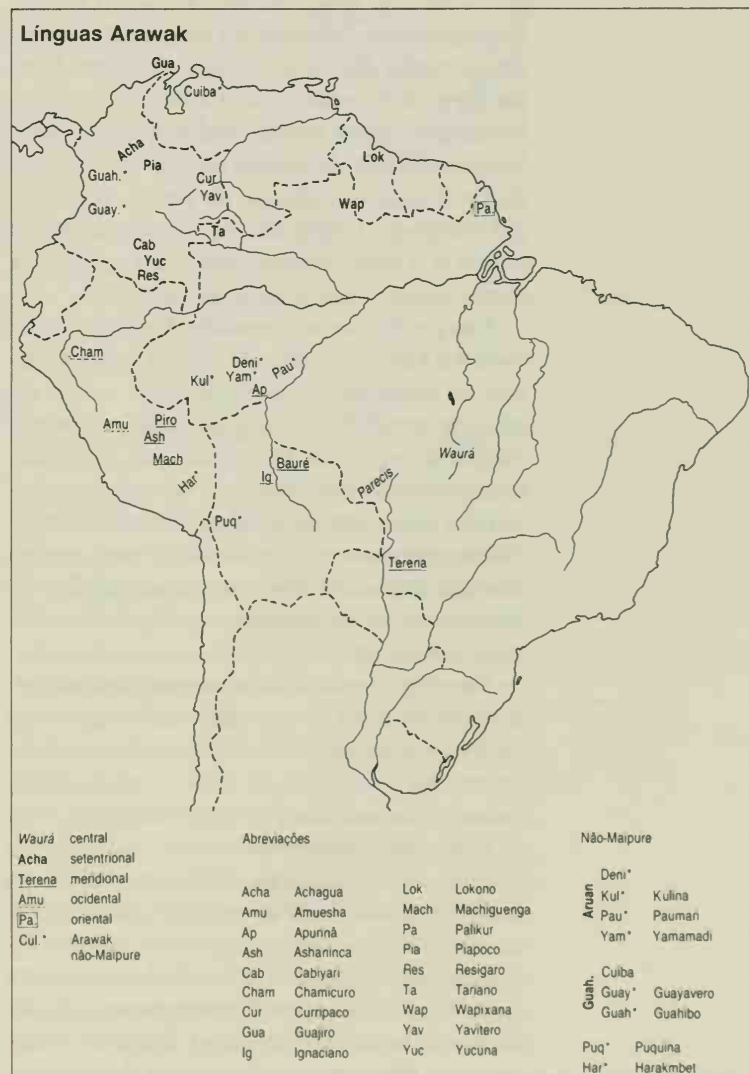 Línguas Arawak
Gua
Cuiba*
Acha
Pia
Guah.*
Guay.*
Cur
Yav
Ta
Lok
Wap
Pa.
Cab
Yuc
Res
Cham
Deni*
Yam*
Pau*
Kul*
Ap
Amu
Piro
Ash
Mach
Har*
Bauré
Ig
Parecis
Waurá
Puq*
Terena
Waurá central
Acha setentrional
Terena meridional
Amu ocidental
Pa. oriental
Cul.* Arawak
não-Maipure
Abreviações
Acha Achagua
Amu Amuesha
Ap Apurinã
Ash Ashaninca
Cab Cabiyari
Cham Chamicuro
Cur Curripaco
Gua Guajiro
Ig Ignaciano
Lok Lokono
Mach Machiguenga
Pa Palikur
Pia Piapoco
Res Resigaro
Ta Tariano
Wap Wapixana
Yav Yavitero
Yuc Yucuna
Não-Maipure
Aruan
Deni*
Kul* Kulina
Pau* Paumari
Yam* Yamamadi
Guah.
Cuiba
Guay* Guayavero
Guah* Guahibo
Puq* Puquina
Har* Harakmbet